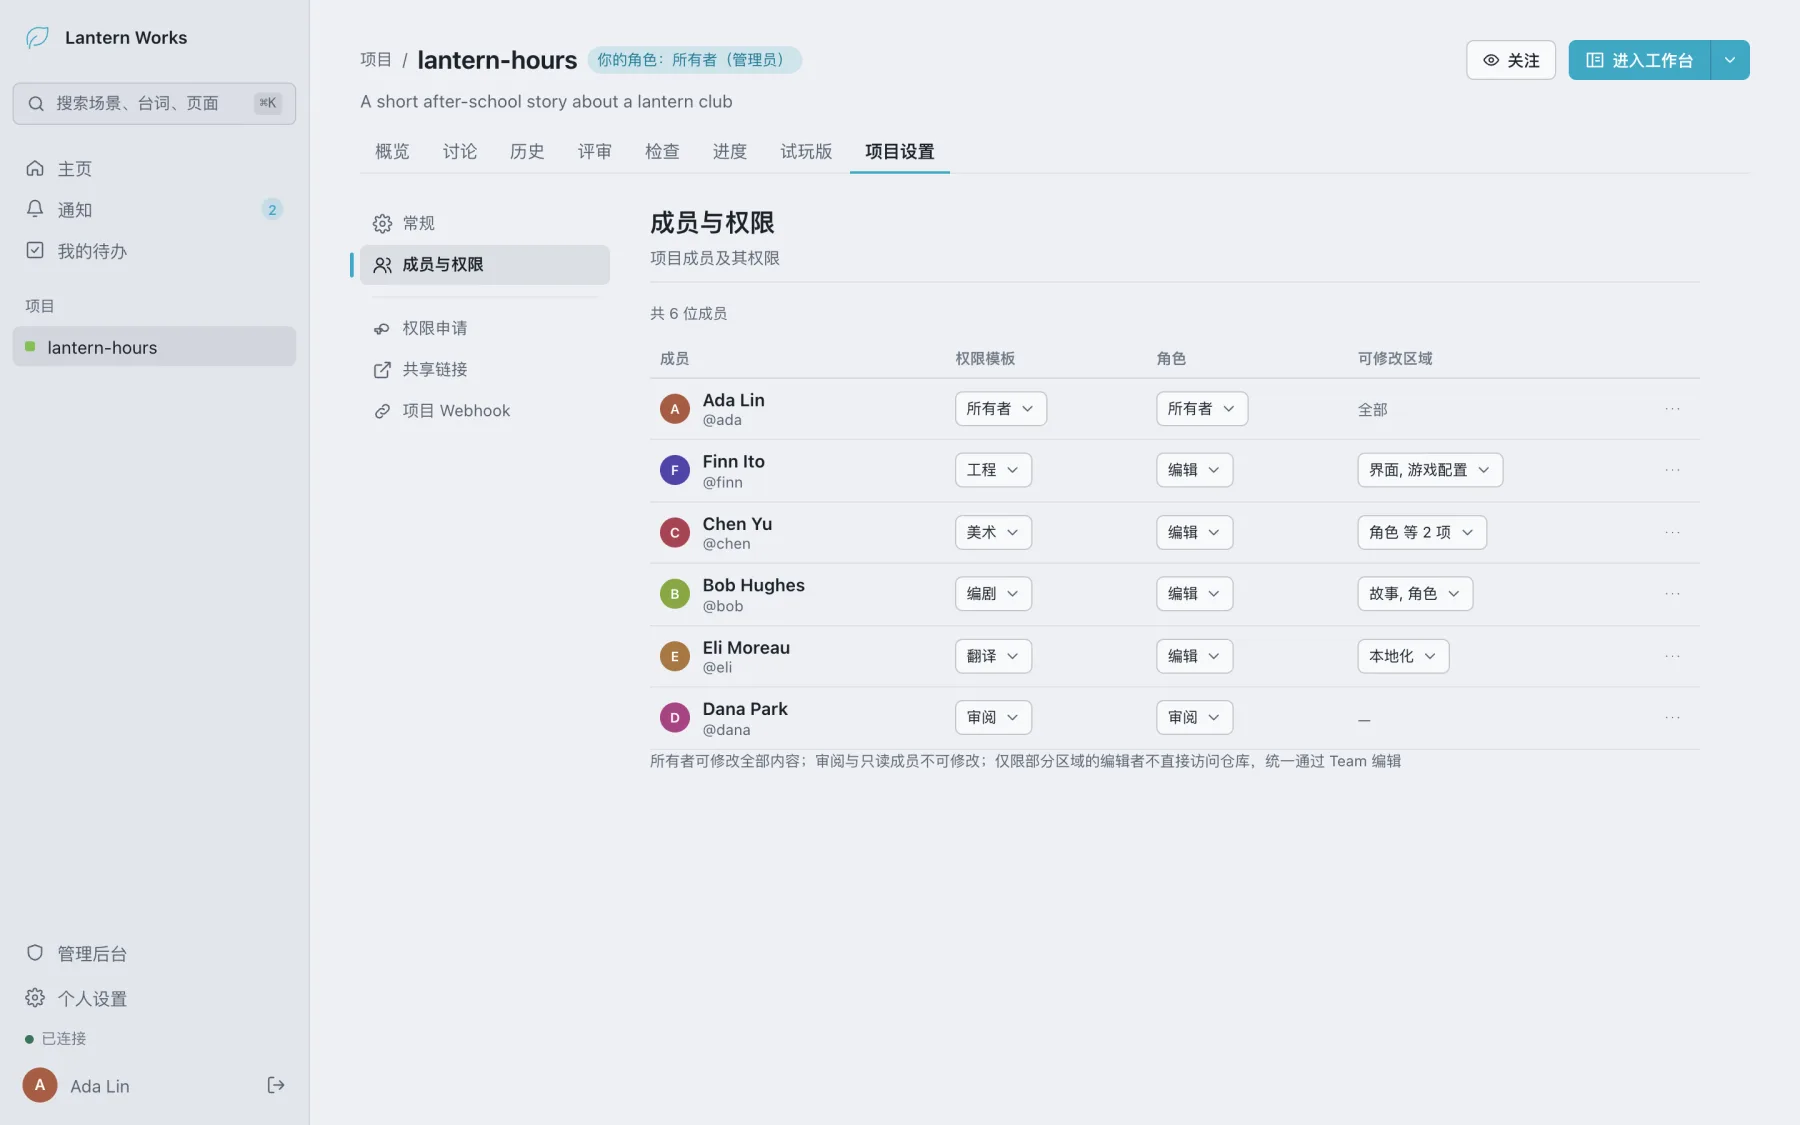 Lantern Works
搜索场景、台词、页面 ⌘K
主页
通知 2
我的待办
项目
lantern-hours
管理后台
个人设置
已连接
A Ada Lin
项目 / lantern-hours 你的角色：所有者（管理员）
关注
进入工作台
A short after-school story about a lantern club
概览 讨论 历史 评审 检查 进度 试玩版 项目设置
常规
成员与权限
权限申请
共享链接
项目 Webhook
成员与权限
项目成员及其权限
共 6 位成员
成员 权限模板 角色 可修改区域
A Ada Lin 所有者 所有者 全部 ...
@ada
F Finn Ito 工程 编辑 界面, 游戏配置 ...
@finn
C Chen Yu 美术 编辑 角色 等 2 项 ...
@chen
B Bob Hughes 编剧 编辑 故事, 角色 ...
@bob
E Eli Moreau 翻译 编辑 本地化 ...
@eli
D Dana Park 审阅 审阅 — ...
@dana
所有者可修改全部内容；审阅与只读成员不可修改；仅限部分区域的编辑者不直接访问仓库，统一通过 Team 编辑